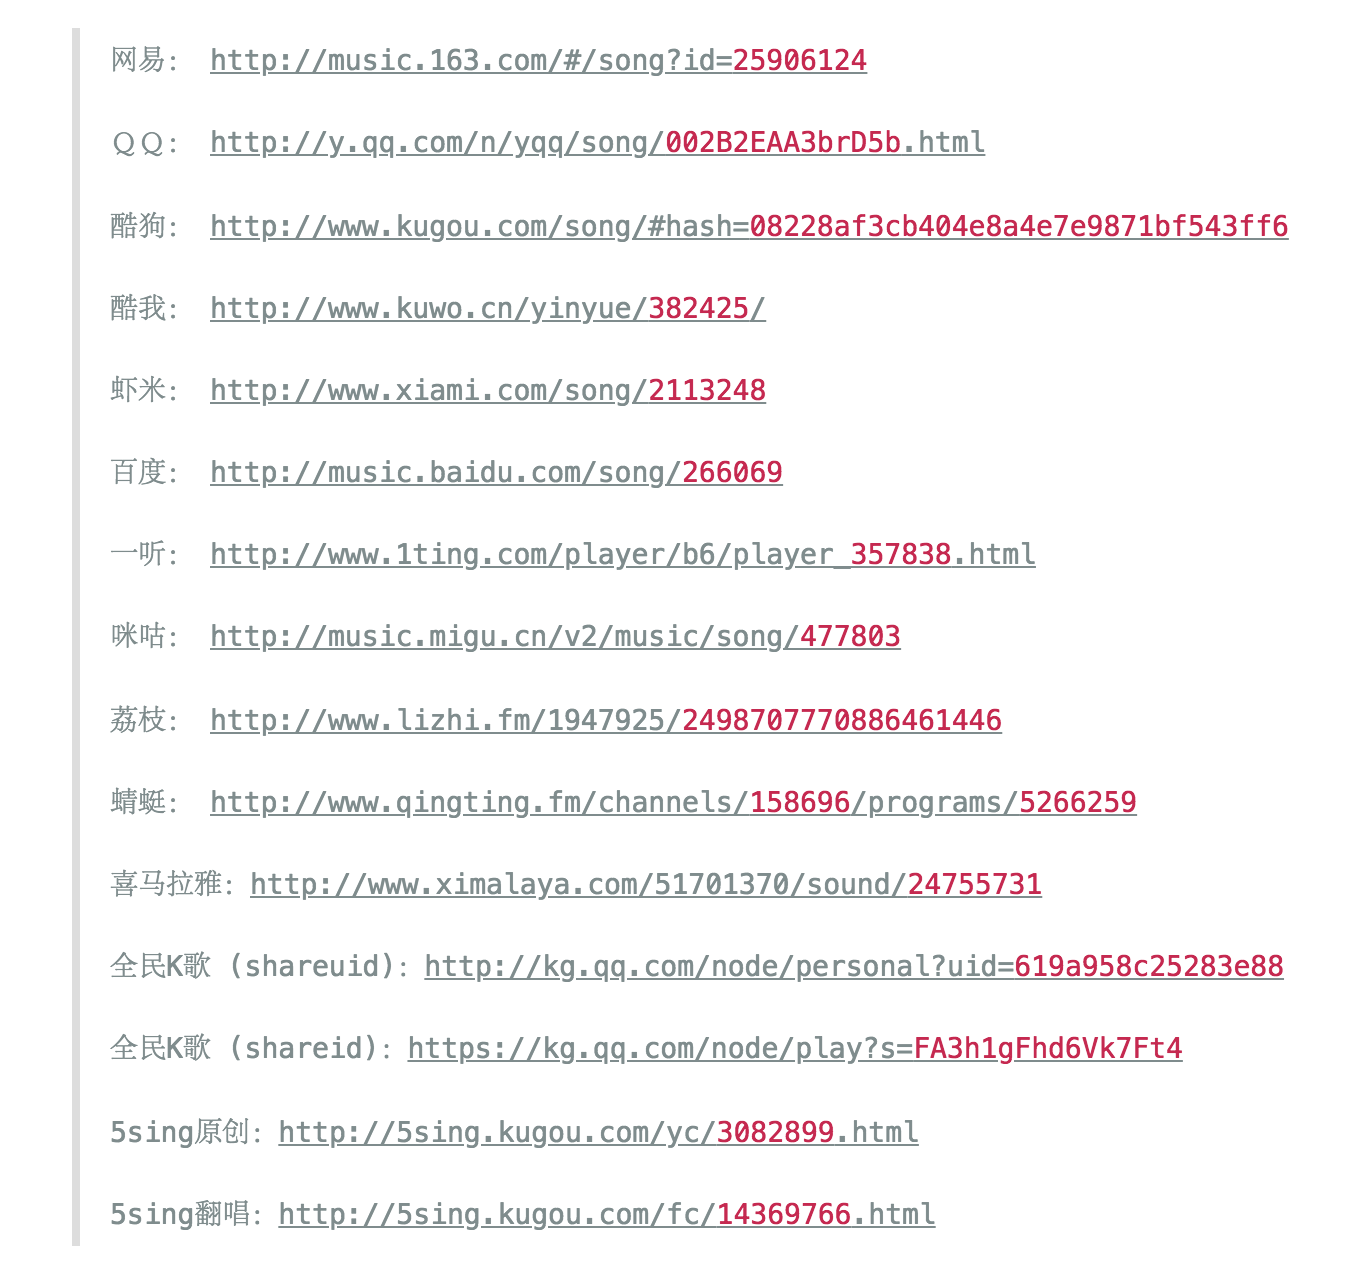 网易： http://music.163.com/#/song?id=25906124
ＱＱ： http://y.qq.com/n/yqq/song/002B2EAA3brD5b.html
酷狗： http://www.kugou.com/song/#hash=08228af3cb404e8a4e7e9871bf543ff6
酷我： http://www.kuwo.cn/yinyue/382425/
虾米： http://www.xiami.com/song/2113248
百度： http://music.baidu.com/song/266069
一听： http://www.1ting.com/player/b6/player_357838.html
咪咕： http://music.migu.cn/v2/music/song/477803
荔枝： http://www.lizhi.fm/1947925/2498707770886461446
蜻蜓： http://www.qingting.fm/channels/158696/programs/5266259
喜马拉雅：http://www.ximalaya.com/51701370/sound/24755731
全民K歌 (shareuid)：http://kg.qq.com/node/personal?uid=619a958c25283e88
全民K歌 (shareid)：https://kg.qq.com/node/play?s=FA3h1gFhd6Vk7Ft4
5sing原创：http://5sing.kugou.com/yc/3082899.html
5sing翻唱：http://5sing.kugou.com/fc/14369766.html